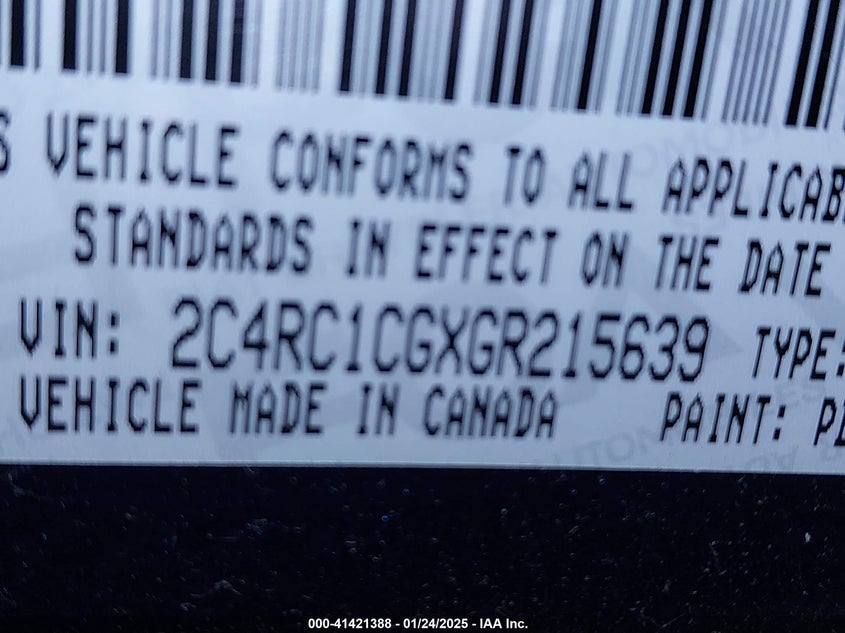 VEHICLE CONFORMS TO ALL APPLICAB
STANDARDS IN EFFECT ON THE DATE
VIN: 2C4RC1CGXGR215639 TYPE:
VEHICLE MADE IN CANADA PAINT:
000-41421388 - 01/24/2025 - IAA Inc.